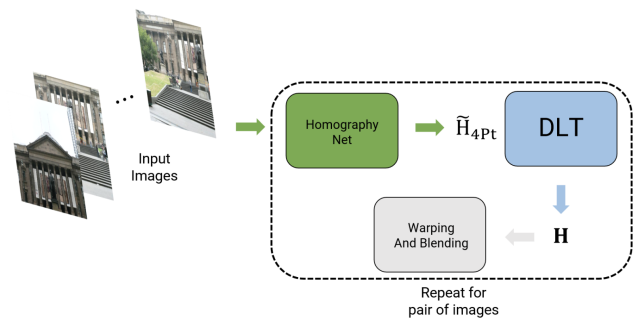 Input
Images
Homography
Net
H̃4Pt
DLT
Warping
And Blending
H
Repeat for
pair of images